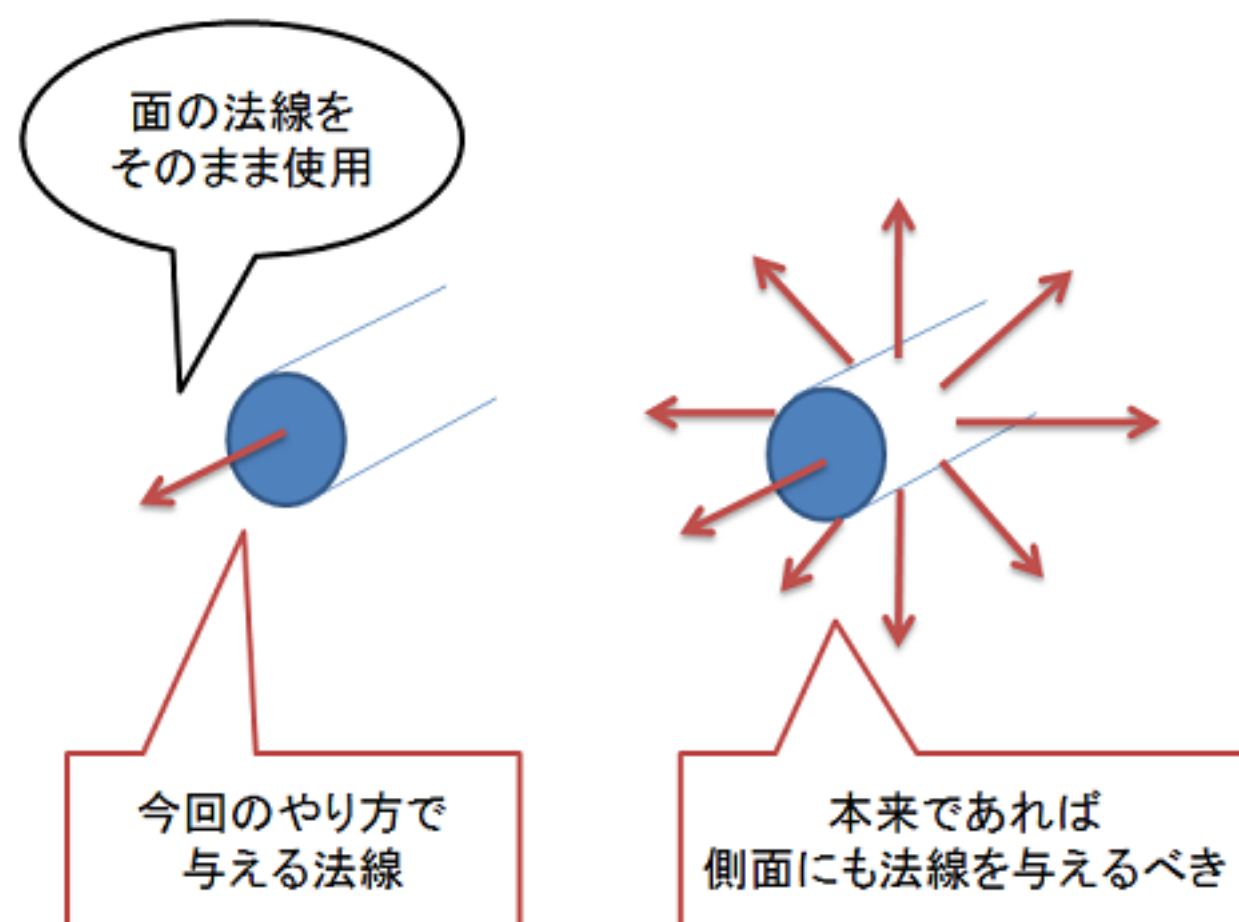 面の法線を
そのまま使用
今回のやり方で
与える法線
本来であれば
側面にも法線を与えるべき